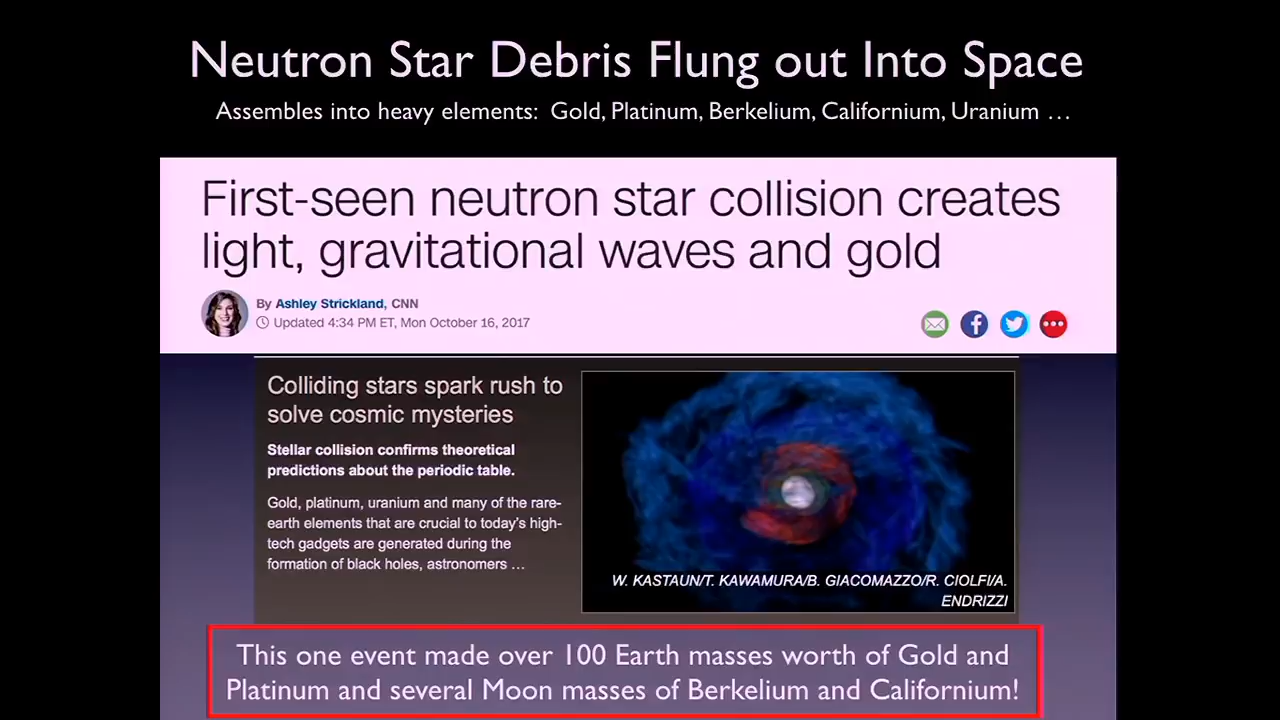 Neutron Star Debris Flung out Into Space
Assembles into heavy elements: Gold, Platinum, Berkelium, Californium, Uranium …
First-seen neutron star collision creates
light, gravitational waves and gold
By Ashley Strickland, CNN
Updated 4:34 PM ET, Mon October 16, 2017
Colliding stars spark rush to
solve cosmic mysteries
Stellar collision confirms theoretical
predictions about the periodic table.
Gold, platinum, uranium and many of the rare-
earth elements that are crucial to today's high-
tech gadgets are generated during the
formation of black holes, astronomers …
W. KASTAUN/T. KAWAMURA/B. GIACOMAZZO/R. CIOLFI/A.
ENDRIZZI
This one event made over 100 Earth masses worth of Gold and
Platinum and several Moon masses of Berkelium and Californium!